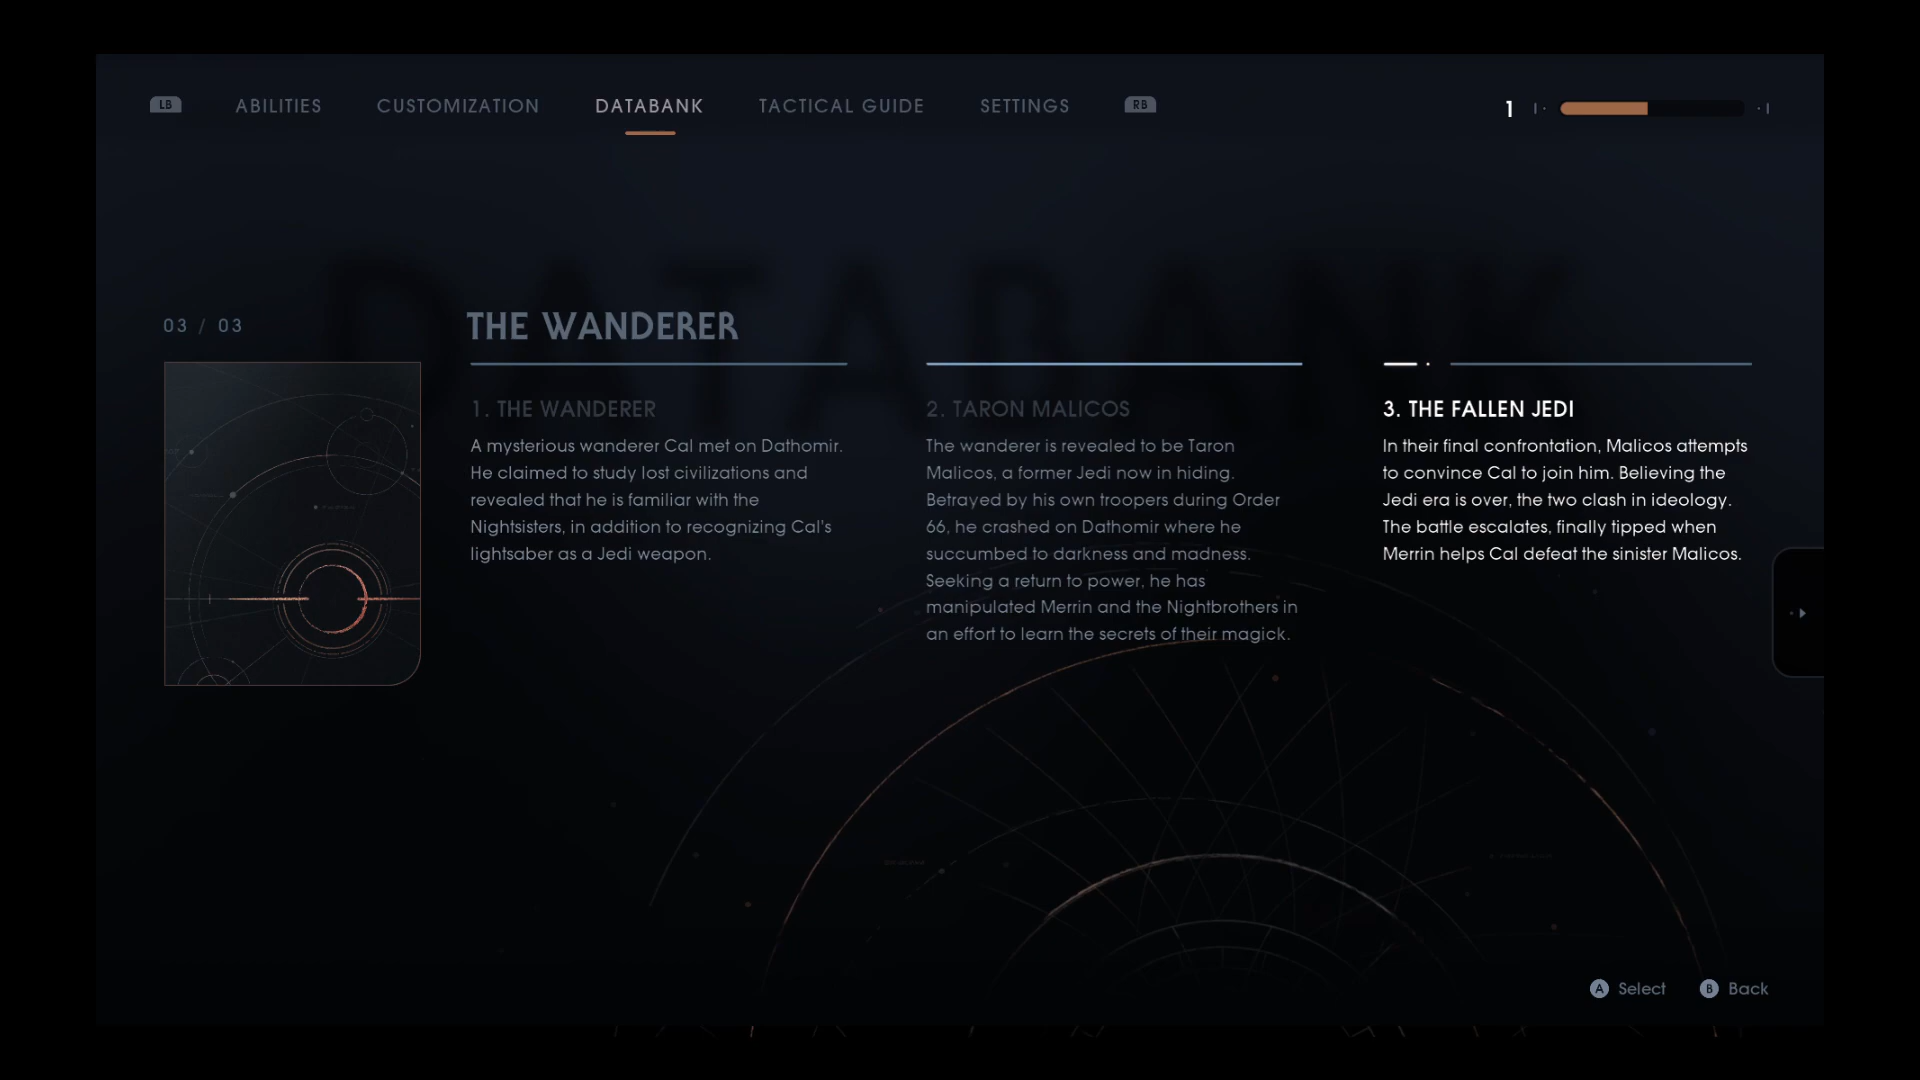 LB ABILITIES CUSTOMIZATION DATABANK TACTICAL GUIDE SETTINGS RB 1
DATABANK
03 / 03
THE WANDERER
1. THE WANDERER
A mysterious wanderer Cal met on Dathomir.
He claimed to study lost civilizations and
revealed that he is familiar with the
Nightsisters, in addition to recognizing Cal's
lightsaber as a Jedi weapon.
2. TARON MALICOS
The wanderer is revealed to be Taron
Malicos, a former Jedi now in hiding.
Betrayed by his own troopers during Order
66, he crashed on Dathomir where he
succumbed to darkness and madness.
Seeking a return to power, he has
manipulated Merrin and the Nightbrothers in
an effort to learn the secrets of their magick.
3. THE FALLEN JEDI
In their final confrontation, Malicos attempts
to convince Cal to join him. Believing the
Jedi era is over, the two clash in ideology.
The battle escalates, finally tipped when
Merrin helps Cal defeat the sinister Malicos.
A Select B Back